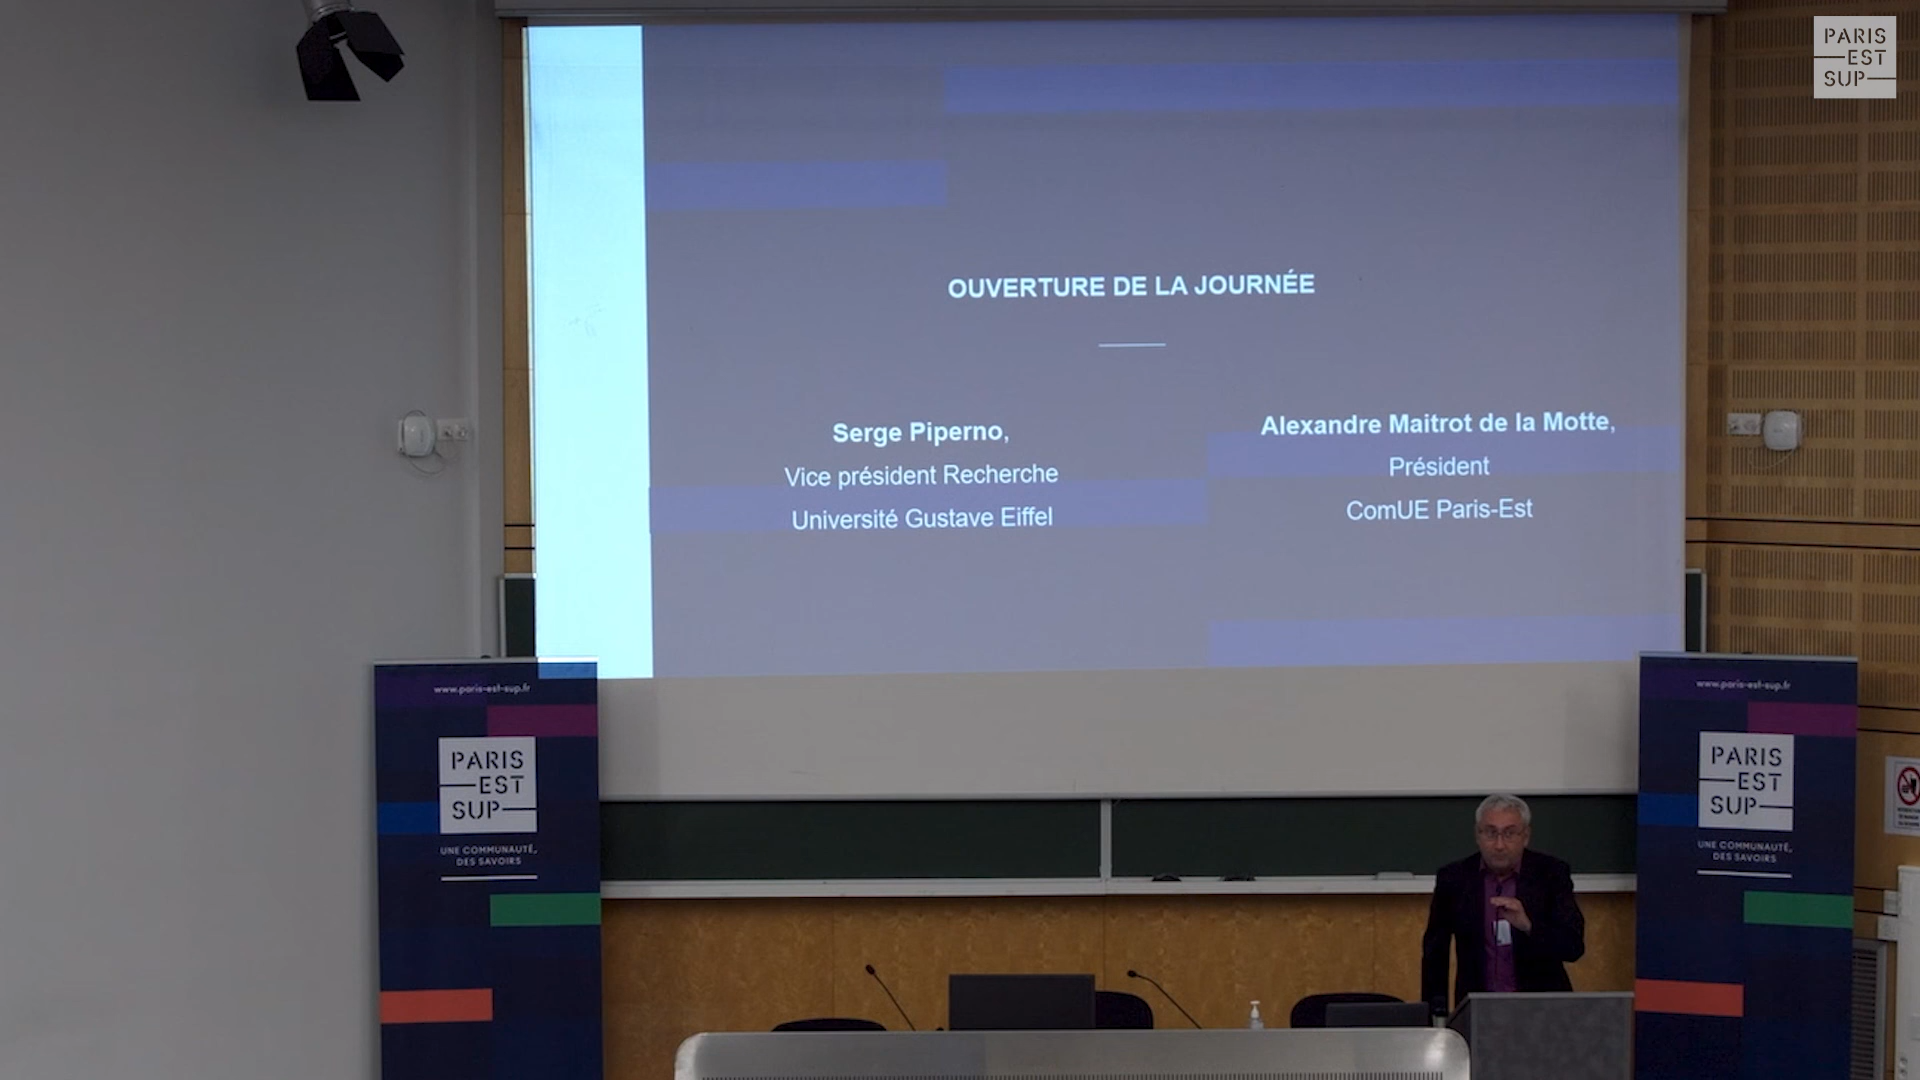 PARIS
EST
SUP
OUVERTURE DE LA JOURNÉE
Serge Piperno,
Vice président Recherche
Université Gustave Eiffel
Alexandre Maitrot de la Motte,
Président
ComUE Paris-Est
www.paris-est-sup.fr
PARIS
EST
SUP
UNE COMMUNAUTÉ,
DES SAVOIRS
www.paris-est-sup.fr
PARIS
EST
SUP
UNE COMMUNAUTÉ,
DES SAVOIRS